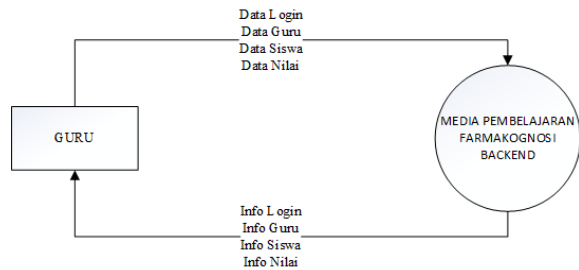 Data Login
Data Guru
Data Siswa
Data Nilai
GURU
MEDIA PEMBELAJARAN
FARMAKOGNOSI
BACKEND
Info Login
Info Guru
Info Siswa
Info Nilai